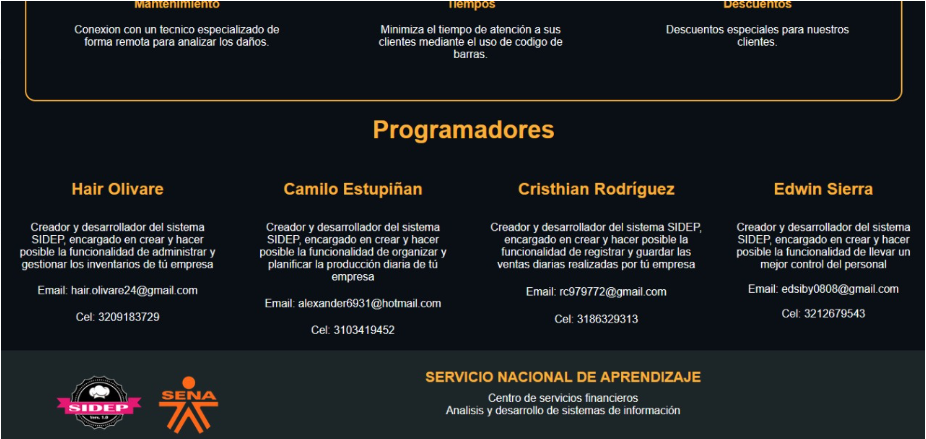 Mantenimiento
Tiempos
Descuentos
Conexion con un tecnico especializado de
forma remota para analizar los daños.
Minimiza el tiempo de atención a sus
clientes mediante el uso de codigo de
barras.
Descuentos especiales para nuestros
clientes.
Programadores
Hair Olivare
Creador y desarrollador del sistema
SIDEP, encargado en crear y hacer
posible la funcionalidad de administrar y
gestionar los inventarios de tú empresa
Email: hair.olivare24@gmail.com
Cel: 3209183729
Camilo Estupiñan
Creador y desarrollador del sistema
SIDEP, encargado en crear y hacer
posible la funcionalidad de organizar y
planificar la producción diaria de tú
empresa
Email: alexander6931@hotmail.com
Cel: 3103419452
Cristhian Rodríguez
Creador y desarrollador del sistema SIDEP,
encargado en crear y hacer posible la
funcionalidad de registrar y guardar las
ventas diarias realizadas por tú empresa
Email: rc979772@gmail.com
Cel: 3186329313
Edwin Sierra
Creador y desarrollador del sistema
SIDEP, encargado en crear y hacer
posible la funcionalidad de llevar un
mejor control del personal
Email: edsiby0808@gmail.com
Cel: 3212679543
SIDEP
Vers. 1.0
SENA
SERVICIO NACIONAL DE APRENDIZAJE
Centro de servicios financieros
Analisis y desarrollo de sistemas de información